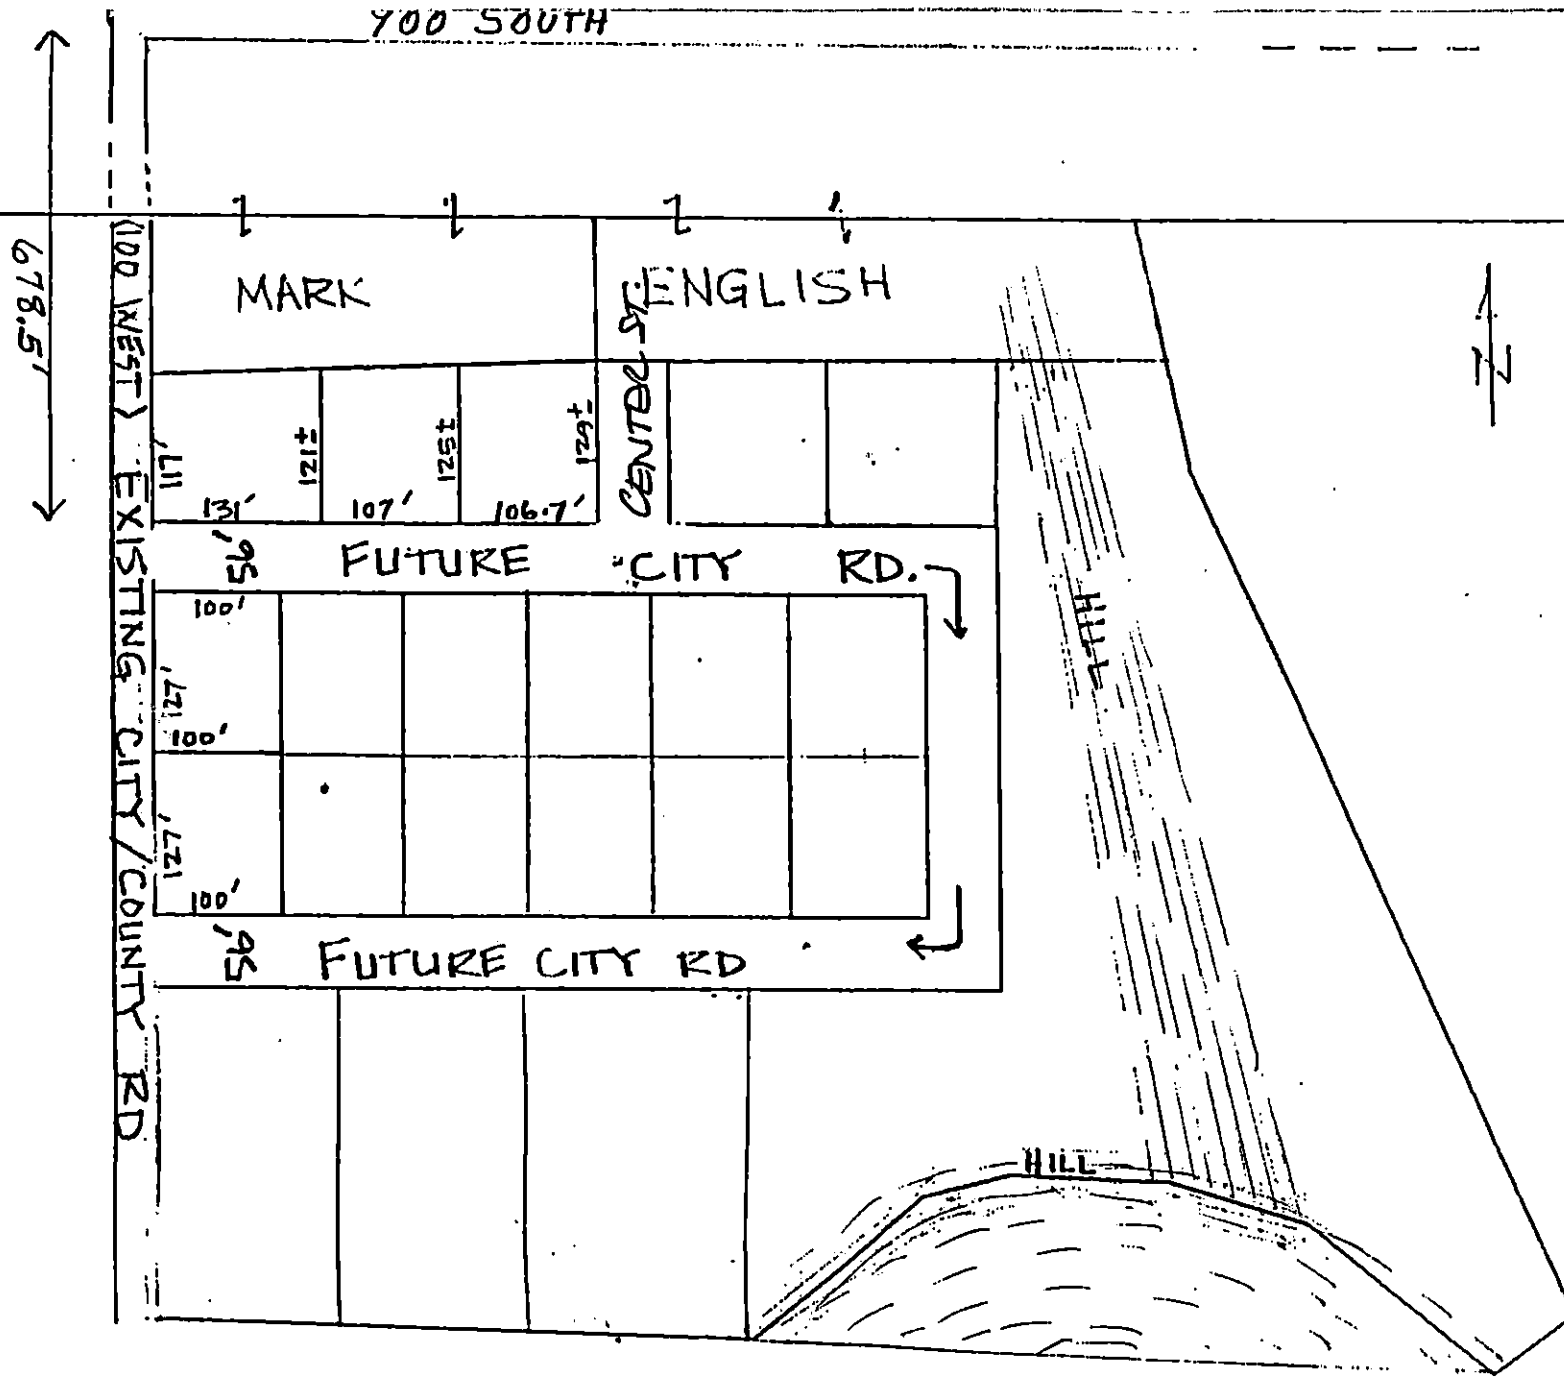 700 SOUTH
678.5'
(100 WEST) EXISTING CITY/COUNTY RD
MARK ENGLISH
N
CENTER ST.
117'
121±
125±
129±
131'
107'
106.7'
56'
FUTURE CITY RD.
100'
127'
100'
127'
100'
56'
FUTURE CITY RD
HILL
HILL